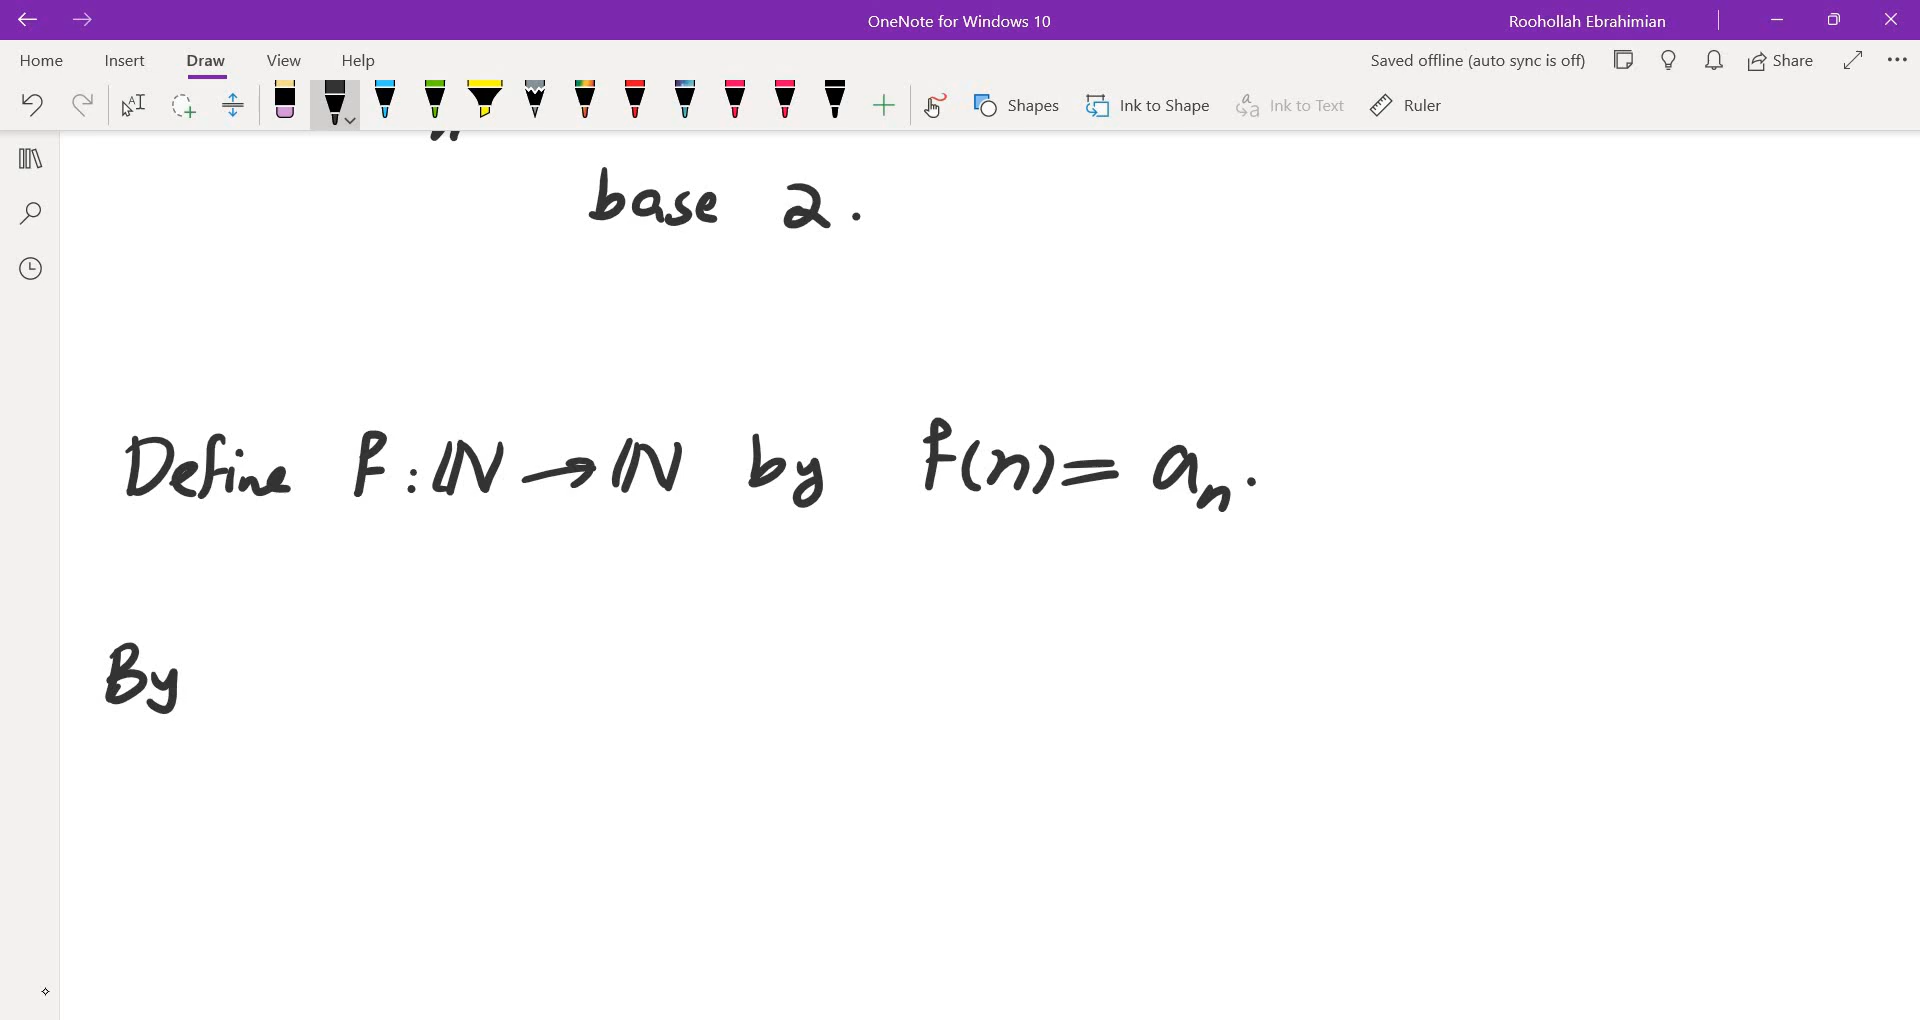 OneNote for Windows 10
Roohollah Ebrahimian
Home Insert Draw View Help
Saved offline (auto sync is off) Share
Shapes Ink to Shape Ink to Text Ruler
n
base 2.
Define f:ℕ→ℕ by f(n)= aₙ.
By